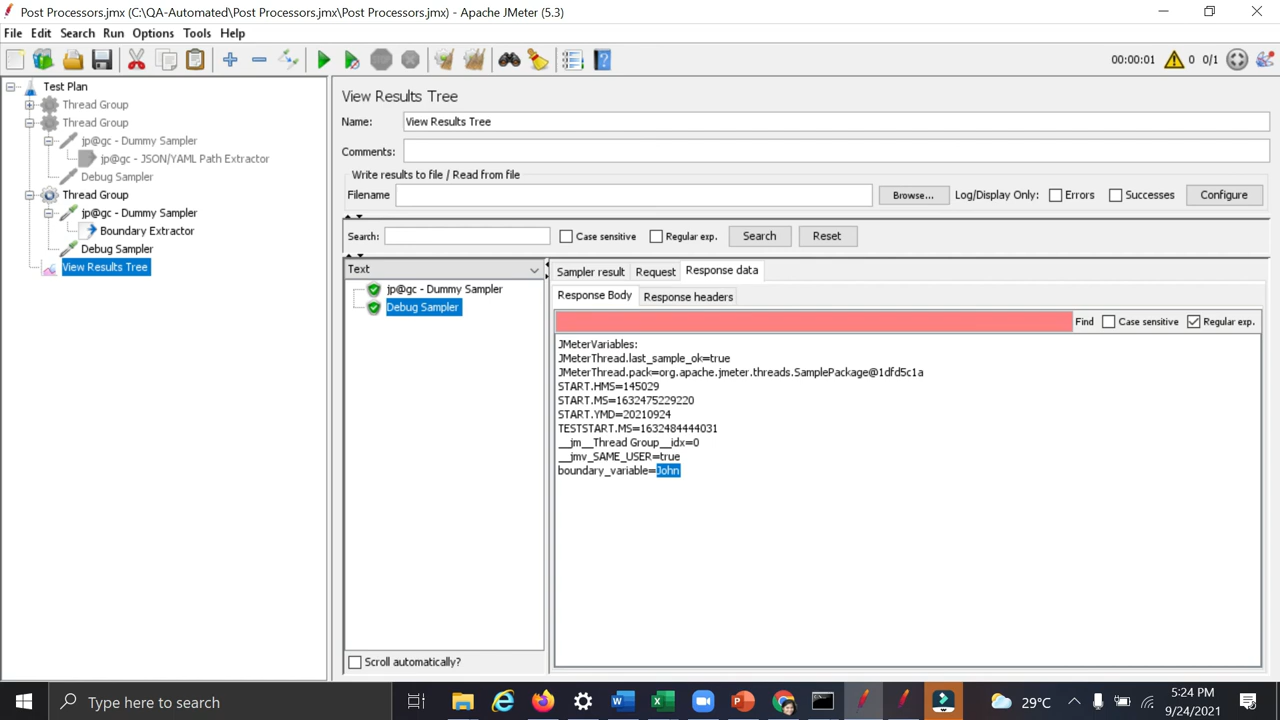 Post Processors.jmx (C:\QA-Automated\Post Processors.jmx\Post Processors.jmx) - Apache JMeter (5.3)
File Edit Search Run Options Tools Help
00:00:01 0 0/1
Test Plan
Thread Group
Thread Group
jp@gc - Dummy Sampler
jp@gc - JSON/YAML Path Extractor
Debug Sampler
Thread Group
jp@gc - Dummy Sampler
Boundary Extractor
Debug Sampler
View Results Tree
View Results Tree
Name: View Results Tree
Comments:
Write results to file / Read from file
Filename Browse... Log/Display Only: Errors Successes Configure
Search: Case sensitive Regular exp. Search Reset
Text
jp@gc - Dummy Sampler
Debug Sampler
Scroll automatically?
Sampler result Request Response data
Response Body Response headers
Find Case sensitive Regular exp.
JMeterVariables:
JMeterThread.last_sample_ok=true
JMeterThread.pack=org.apache.jmeter.threads.SamplePackage@1dfd5c1a
START.HMS=145029
START.MS=1632475229220
START.YMD=20210924
TESTSTART.MS=1632484444031
__jm__Thread Group__idx=0
__jmv_SAME_USER=true
boundary_variable=John
Type here to search
29°C
5:24 PM
9/24/2021